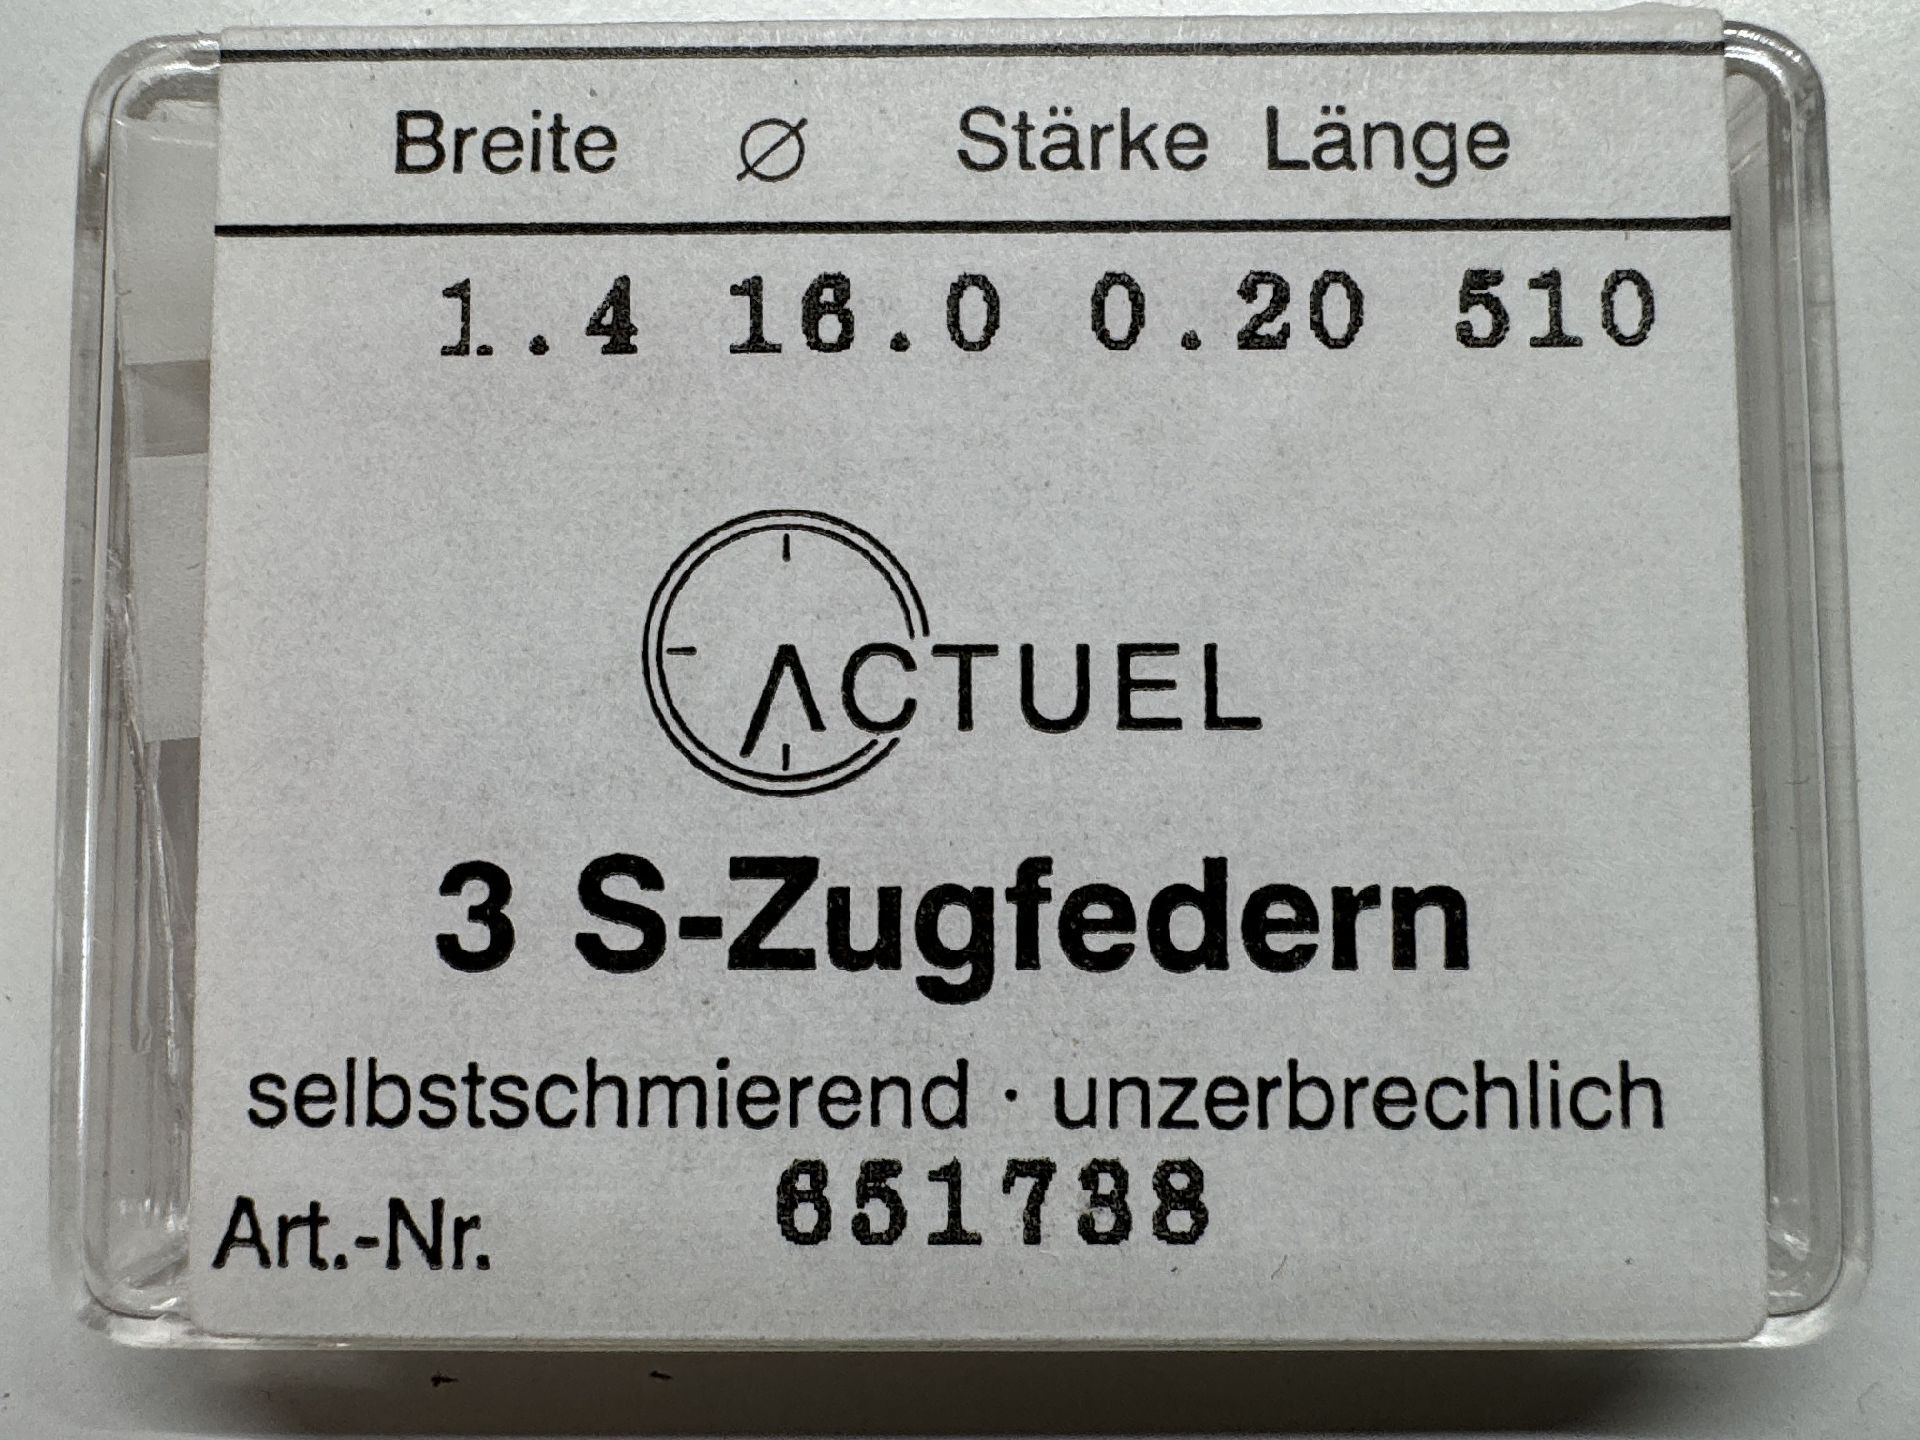 Breite ⌀ Stärke Länge
1.4 16.0 0.20 510
ACTUEL
3 S-Zugfedern
selbstschmierend · unzerbrechlich
Art.-Nr. 651738